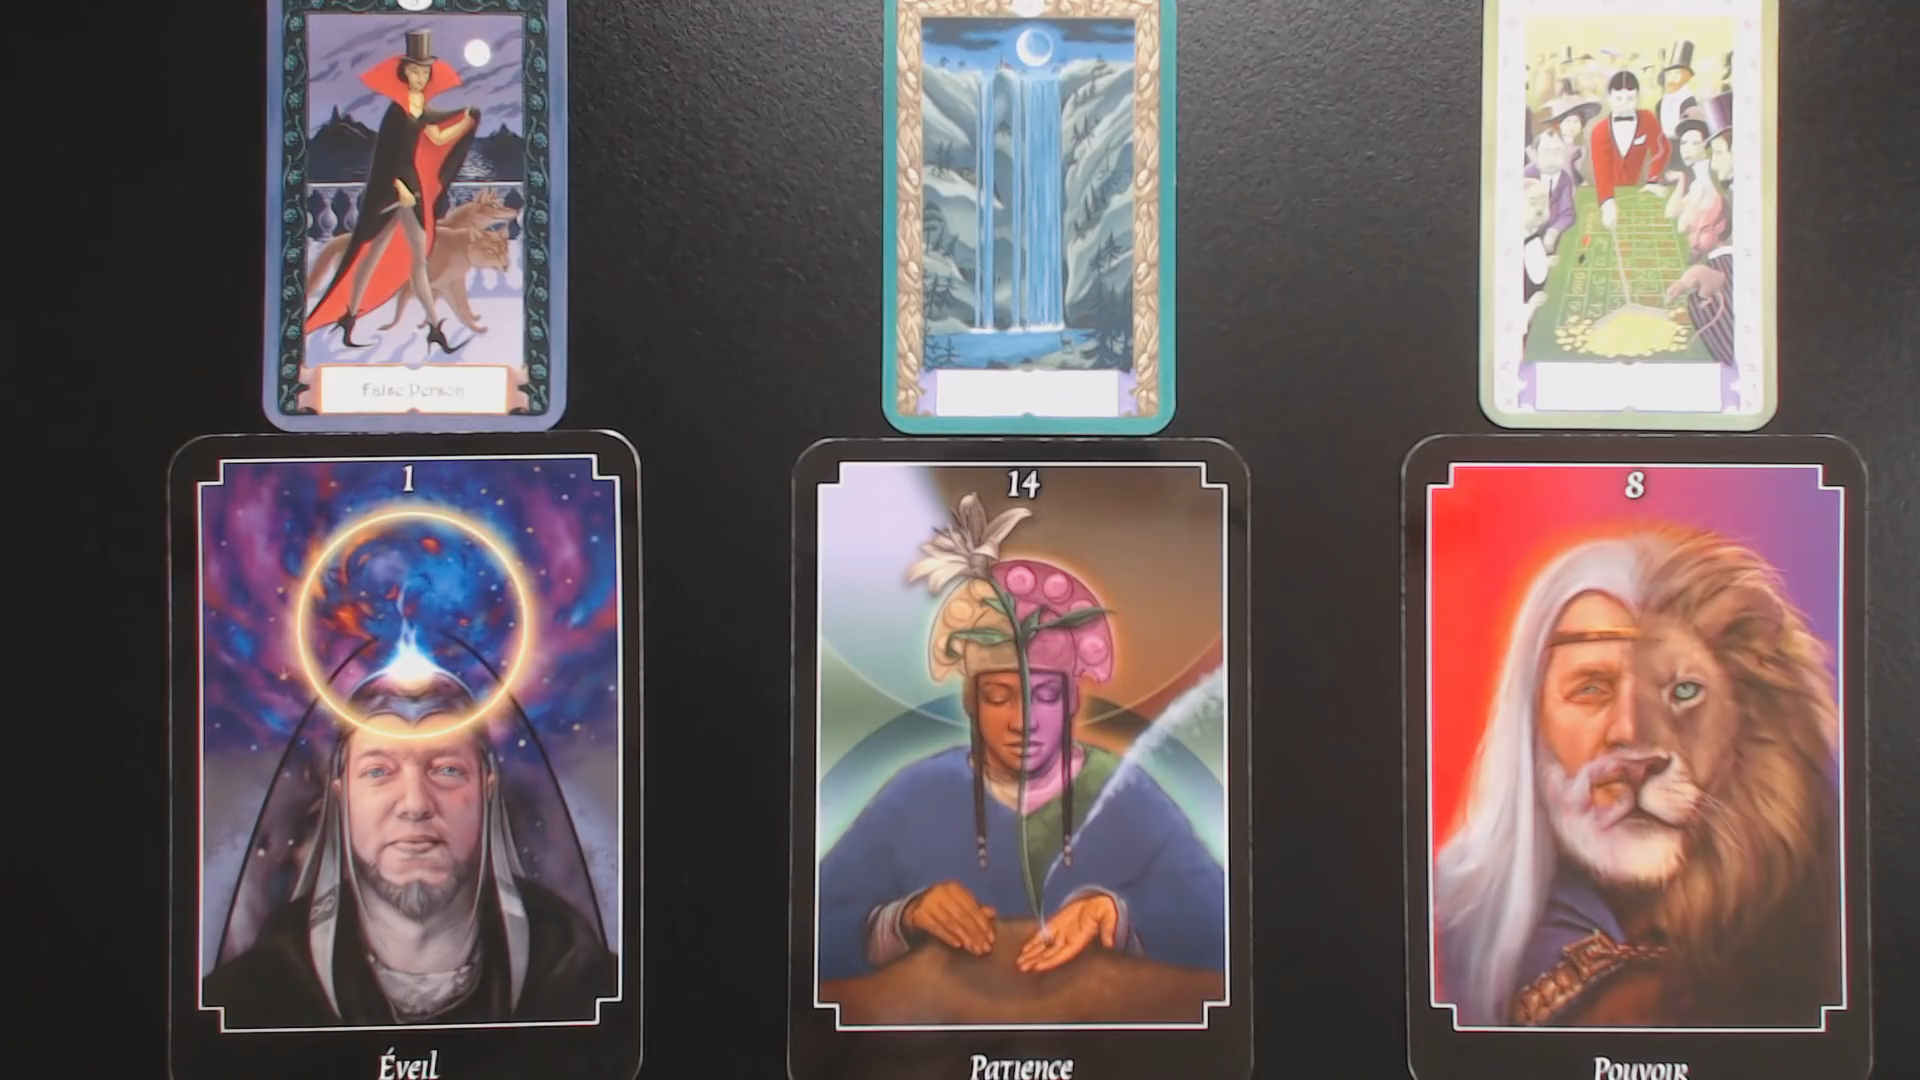 False Person
1
14
8
Éveil
Patience
Pouvoir